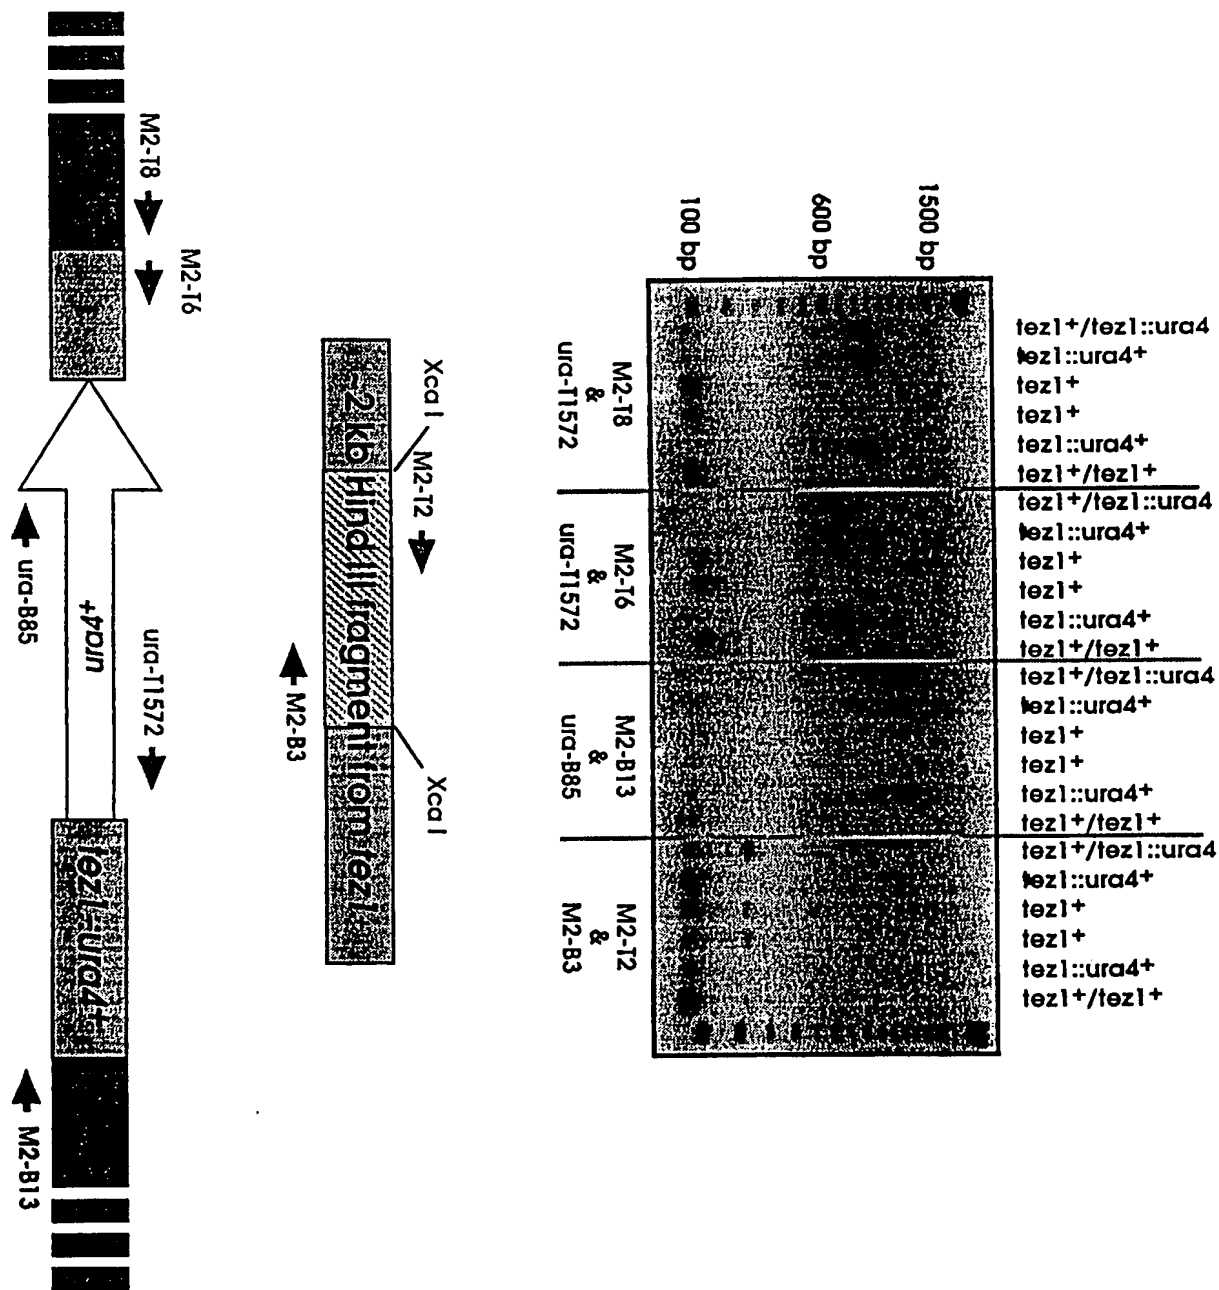 tez1+/tez1::ura4
tez1::ura4+
tez1+
tez1+
tez1::ura4+
tez1+/tez1+
tez1+/tez1::ura4
tez1::ura4+
tez1+
tez1+
tez1::ura4+
tez1+/tez1+
tez1+/tez1::ura4
tez1::ura4+
tez1+
tez1+
tez1::ura4+
tez1+/tez1+
tez1+/tez1::ura4
tez1::ura4+
tez1+
tez1+
tez1::ura4+
tez1+/tez1+
1500 bp
600 bp
100 bp
M2-T8
&
ura-T1572
M2-T6
&
ura-T1572
M2-B13
&
ura-B85
M2-T2
&
M2-B3
Xca I
M2-T2
Xca I
~2 kb Hind III fragment from tez1
M2-B3
M2-T6
M2-T8
ura-T1572
ura4+
tez1::ura4+
ura-B85
M2-B13